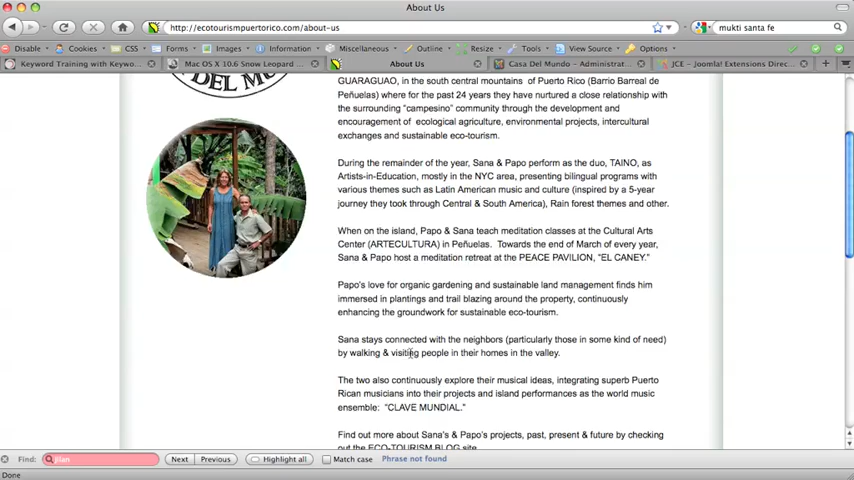 About Us
http://ecotourismpuertorico.com/about-us
mukti santa fe
Disable Cookies CSS Forms Images Information Miscellaneous Outline Resize Tools View Source Options
Keyword Training with Keywo... Mac OS X 10.6 Snow Leopard ... About Us Casa Del Mundo - Administrat... JCE - Joomla! Extensions Direc...
DEL MU
GUARAGUAO, in the south central mountains of Puerto Rico (Barrio Barreal de
Peñuelas) where for the past 24 years they have nurtured a close relationship with
the surrounding “campesino” community through the development and
encouragement of ecological agriculture, environmental projects, intercultural
exchanges and sustainable eco-tourism.
During the remainder of the year, Sana & Papo perform as the duo, TAINO, as
Artists-in-Education, mostly in the NYC area, presenting bilingual programs with
various themes such as Latin American music and culture (inspired by a 5-year
journey they took through Central & South America), Rain forest themes and other.
When on the island, Papo & Sana teach meditation classes at the Cultural Arts
Center (ARTECULTURA) in Peñuelas. Towards the end of March of every year,
Sana & Papo host a meditation retreat at the PEACE PAVILION, “EL CANEY.”
Papo’s love for organic gardening and sustainable land management finds him
immersed in plantings and trail blazing around the property, continuously
enhancing the groundwork for sustainable eco-tourism.
Sana stays connected with the neighbors (particularly those in some kind of need)
by walking & visiting people in their homes in the valley.
The two also continuously explore their musical ideas, integrating superb Puerto
Rican musicians into their projects and island performances as the world music
ensemble: “CLAVE MUNDIAL.”
Find out more about Sana’s & Papo’s projects, past, present & future by checking
out the ECO-TOURISM BLOG site.
Find: Next Previous Highlight all Match case Phrase not found
Done